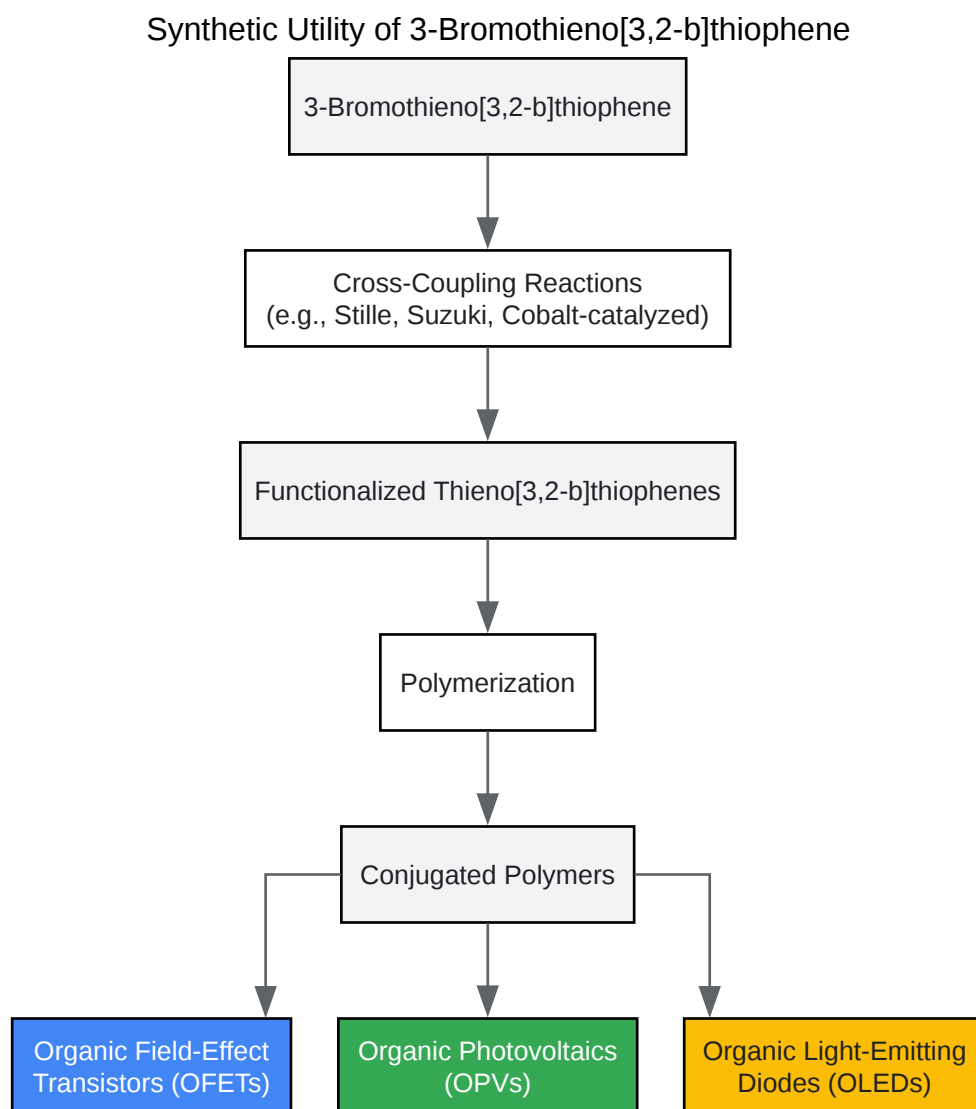 Synthetic Utility of 3-Bromothieno[3,2-b]thiophene
3-Bromothieno[3,2-b]thiophene
Cross-Coupling Reactions
(e.g., Stille, Suzuki, Cobalt-catalyzed)
Functionalized Thieno[3,2-b]thiophenes
Polymerization
Conjugated Polymers
Organic Field-Effect
Transistors (OFETs)
Organic Photovoltaics
(OPVs)
Organic Light-Emitting
Diodes (OLEDs)